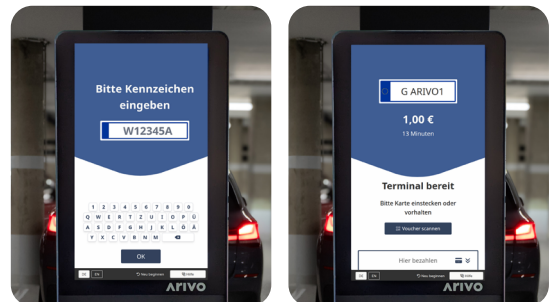 Bitte Kennzeichen
eingeben
W12345A
1 2 3 4 5 6 7 8 9 0
Q W E R T Z U I O P Ü
A S D F G H J K L Ö Ä
Y X C V B N M
OK
DE EN Neu beginnen Hilfe
ARIVO
G ARIVO1
1,00 €
13 Minuten
Terminal bereit
Bitte Karte einstecken oder
vorhalten
Voucher scannen
Hier bezahlen
DE EN Neu beginnen Hilfe
ARIVO